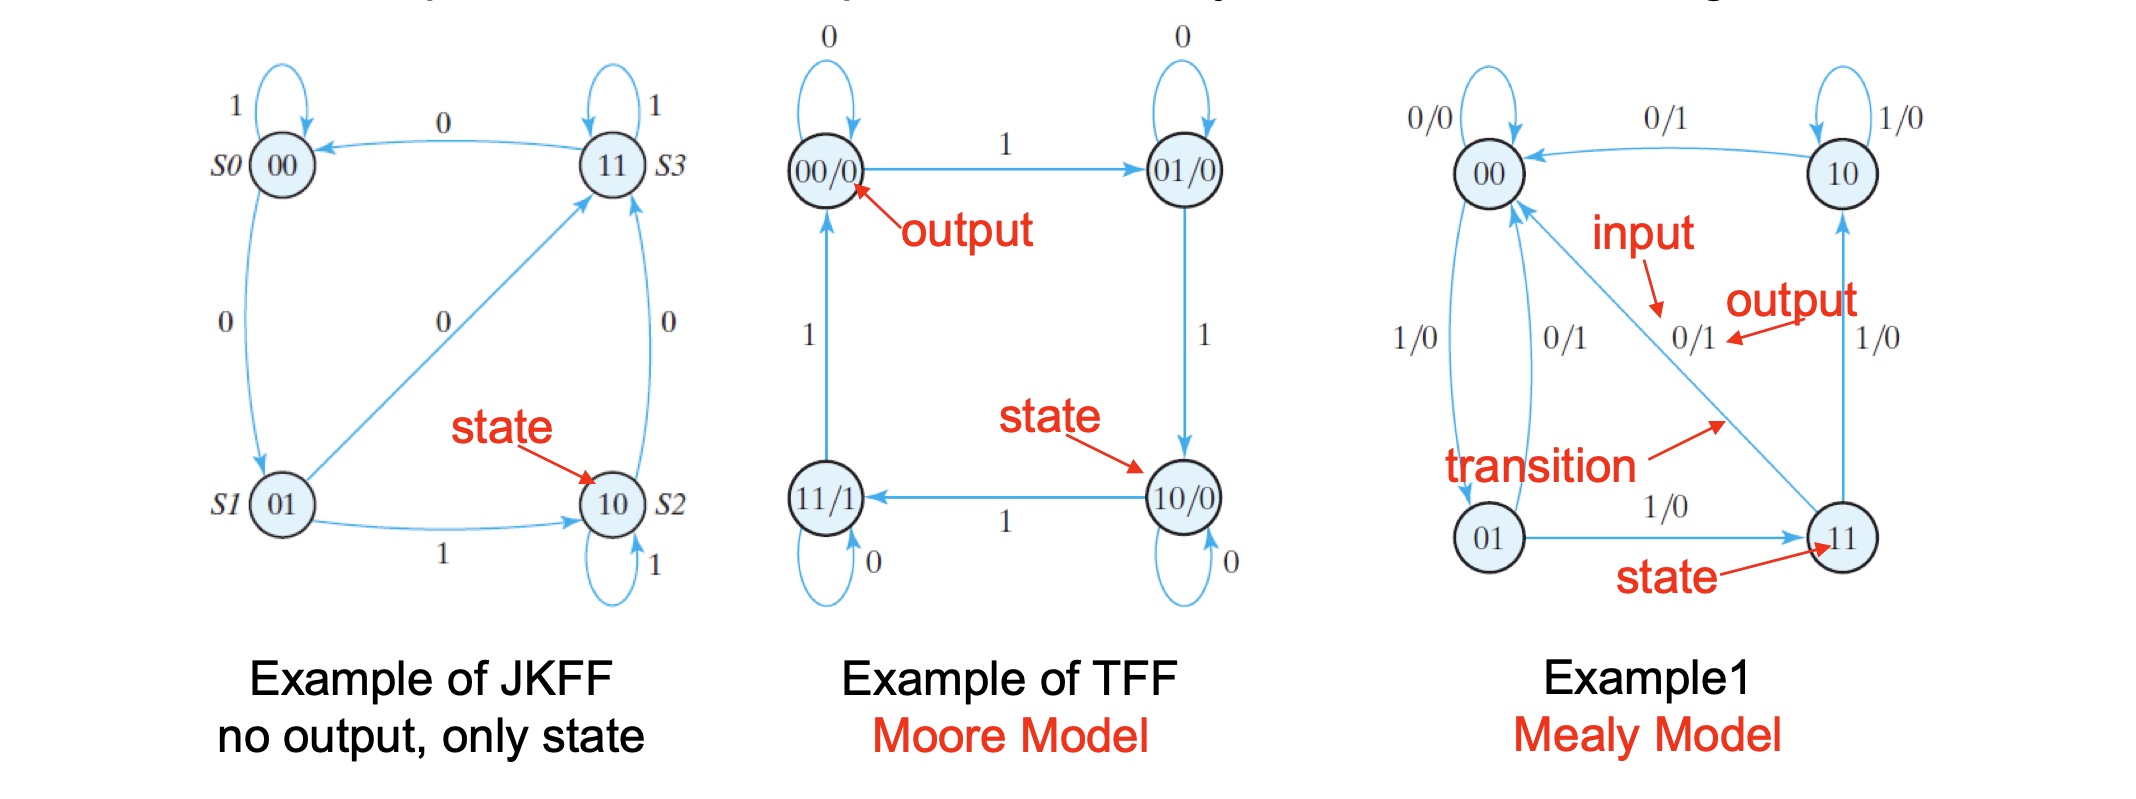 1
1
0
S0
00
11
S3
0
0
0
state
S1
01
10
S2
1
1
Example of JKFF
no output, only state
0
0
00/0
1
01/0
output
1
1
state
11/1
10/0
1
0
0
Example of TFF
Moore Model
0/0
0/1
1/0
00
10
input
output
1/0
0/1
0/1
1/0
transition
1/0
01
11
state
Example1
Mealy Model